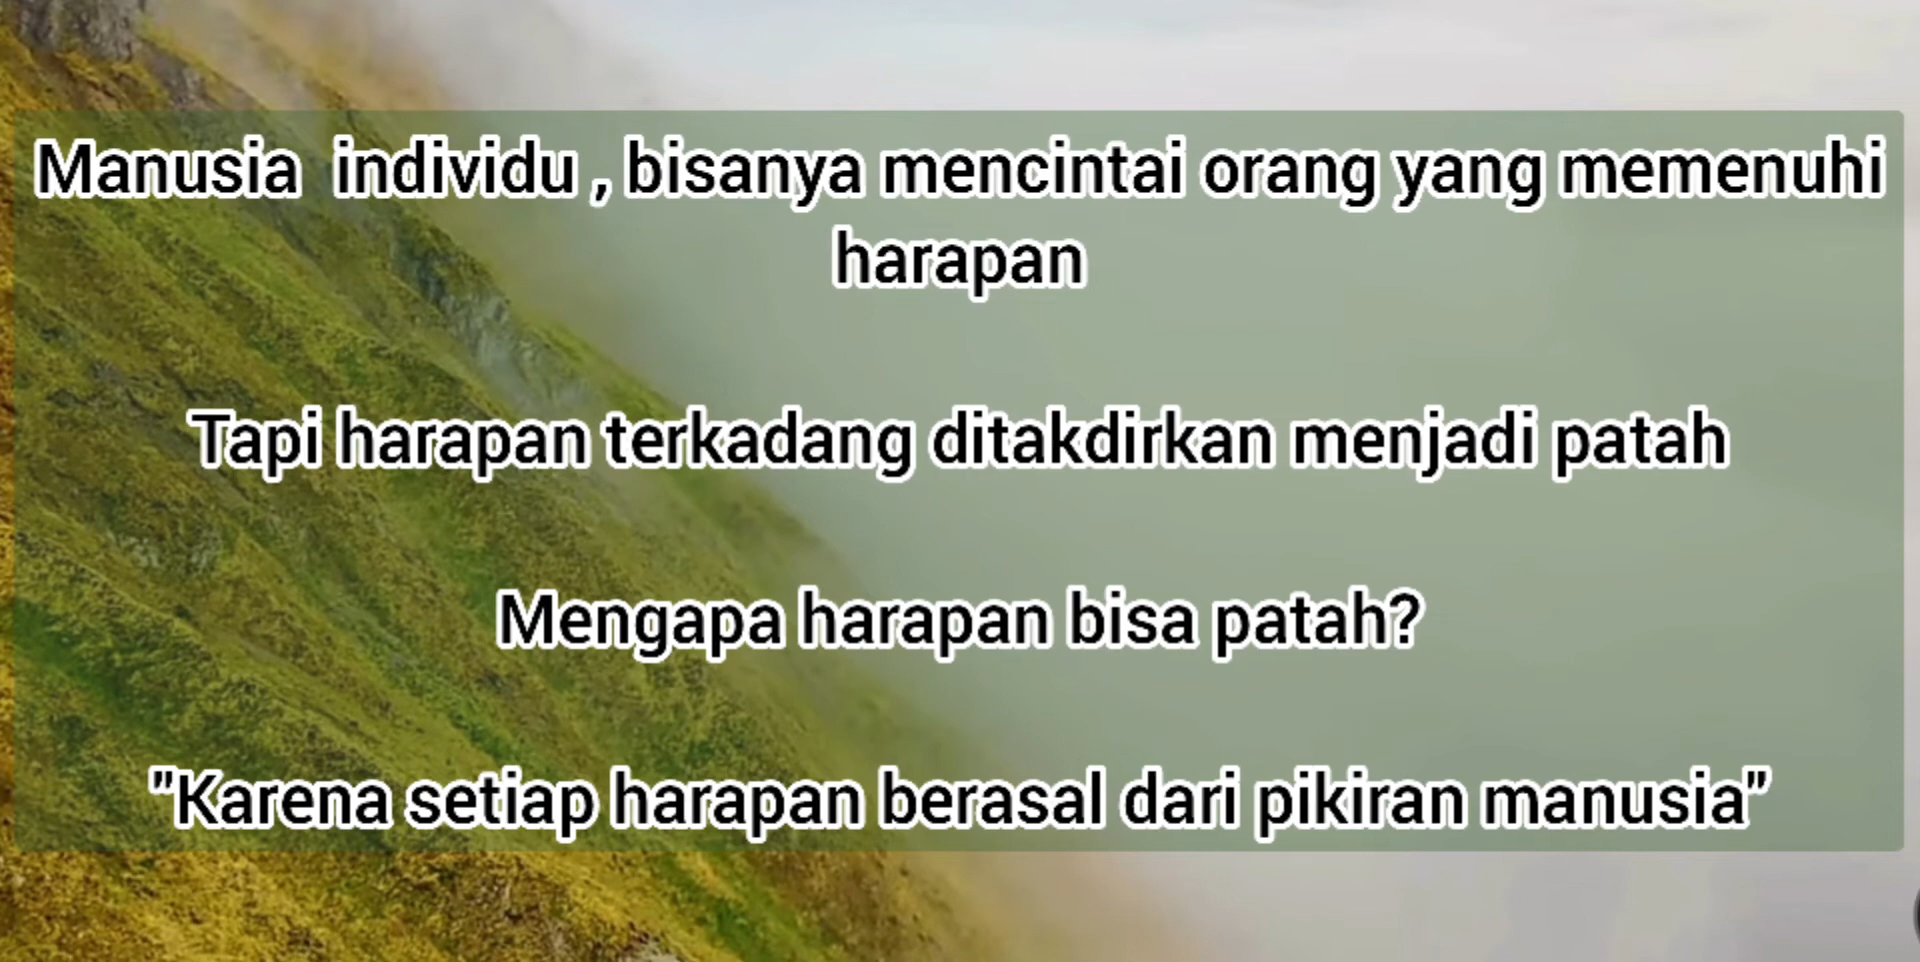 Manusia  individu , bisanya mencintai orang yang memenuhi
harapan
Tapi harapan terkadang ditakdirkan menjadi patah
Mengapa harapan bisa patah?
"Karena setiap harapan berasal dari pikiran manusia"